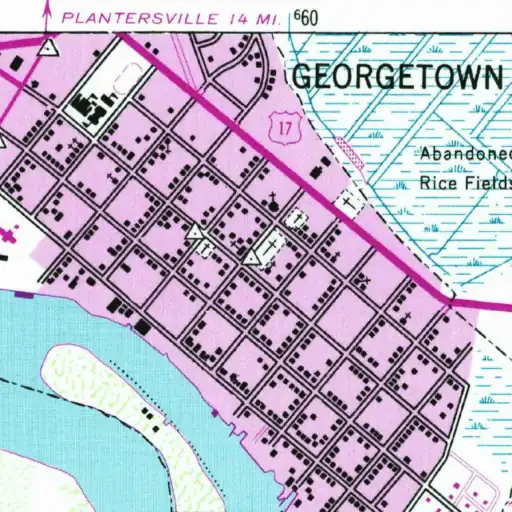 PLANTERSVILLE 14 MI.
660
GEORGETOWN
17
Abandoned
Rice Fields